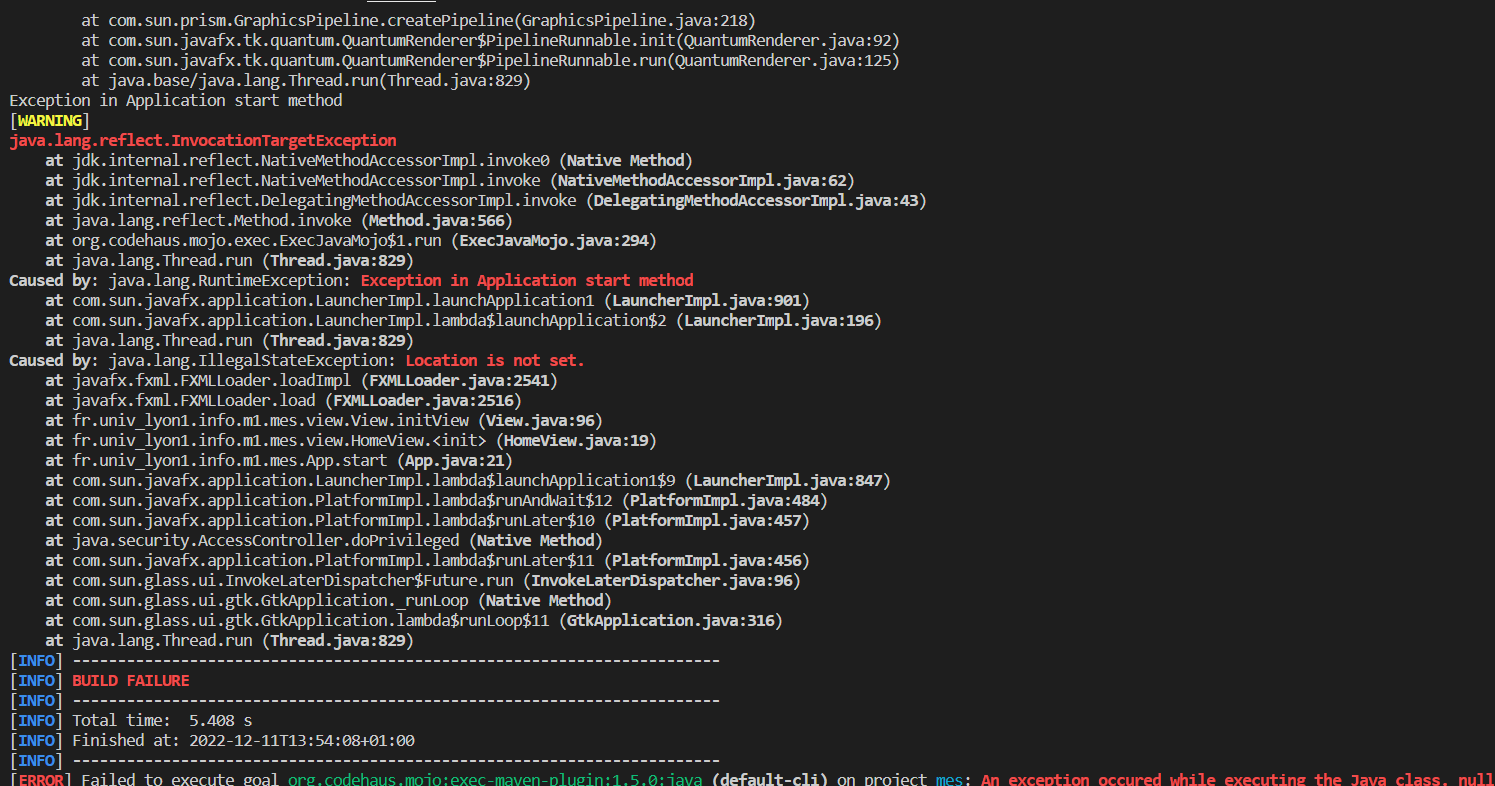 at com.sun.prism.GraphicsPipeline.createPipeline(GraphicsPipeline.java:218)
at com.sun.javafx.tk.quantum.QuantumRenderer$PipelineRunnable.init(QuantumRenderer.java:92)
at com.sun.javafx.tk.quantum.QuantumRenderer$PipelineRunnable.run(QuantumRenderer.java:125)
at java.base/java.lang.Thread.run(Thread.java:829)
Exception in Application start method
[WARNING]
java.lang.reflect.InvocationTargetException
at jdk.internal.reflect.NativeMethodAccessorImpl.invoke0 (Native Method)
at jdk.internal.reflect.NativeMethodAccessorImpl.invoke (NativeMethodAccessorImpl.java:62)
at jdk.internal.reflect.DelegatingMethodAccessorImpl.invoke (DelegatingMethodAccessorImpl.java:43)
at java.lang.reflect.Method.invoke (Method.java:566)
at org.codehaus.mojo.exec.ExecJavaMojo$1.run (ExecJavaMojo.java:294)
at java.lang.Thread.run (Thread.java:829)
Caused by: java.lang.RuntimeException: Exception in Application start method
at com.sun.javafx.application.LauncherImpl.launchApplication1 (LauncherImpl.java:901)
at com.sun.javafx.application.LauncherImpl.lambda$launchApplication$2 (LauncherImpl.java:196)
at java.lang.Thread.run (Thread.java:829)
Caused by: java.lang.IllegalStateException: Location is not set.
at javafx.fxml.FXMLLoader.loadImpl (FXMLLoader.java:2541)
at javafx.fxml.FXMLLoader.load (FXMLLoader.java:2516)
at fr.univ_lyon1.info.m1.mes.view.View.initView (View.java:96)
at fr.univ_lyon1.info.m1.mes.view.HomeView.<init> (HomeView.java:19)
at fr.univ_lyon1.info.m1.mes.App.start (App.java:21)
at com.sun.javafx.application.LauncherImpl.lambda$launchApplication1$9 (LauncherImpl.java:847)
at com.sun.javafx.application.PlatformImpl.lambda$runAndWait$12 (PlatformImpl.java:484)
at com.sun.javafx.application.PlatformImpl.lambda$runLater$10 (PlatformImpl.java:457)
at java.security.AccessController.doPrivileged (Native Method)
at com.sun.javafx.application.PlatformImpl.lambda$runLater$11 (PlatformImpl.java:456)
at com.sun.glass.ui.InvokeLaterDispatcher$Future.run (InvokeLaterDispatcher.java:96)
at com.sun.glass.ui.gtk.GtkApplication._runLoop (Native Method)
at com.sun.glass.ui.gtk.GtkApplication.lambda$runLoop$11 (GtkApplication.java:316)
at java.lang.Thread.run (Thread.java:829)
[INFO] ------------------------------------------------------------------------
[INFO] BUILD FAILURE
[INFO] ------------------------------------------------------------------------
[INFO] Total time:  5.408 s
[INFO] Finished at: 2022-12-11T13:54:08+01:00
[INFO] ------------------------------------------------------------------------
[ERROR] Failed to execute goal org.codehaus.mojo:exec-maven-plugin:1.5.0:java (default-cli) on project mes: An exception occured while executing the Java class. null